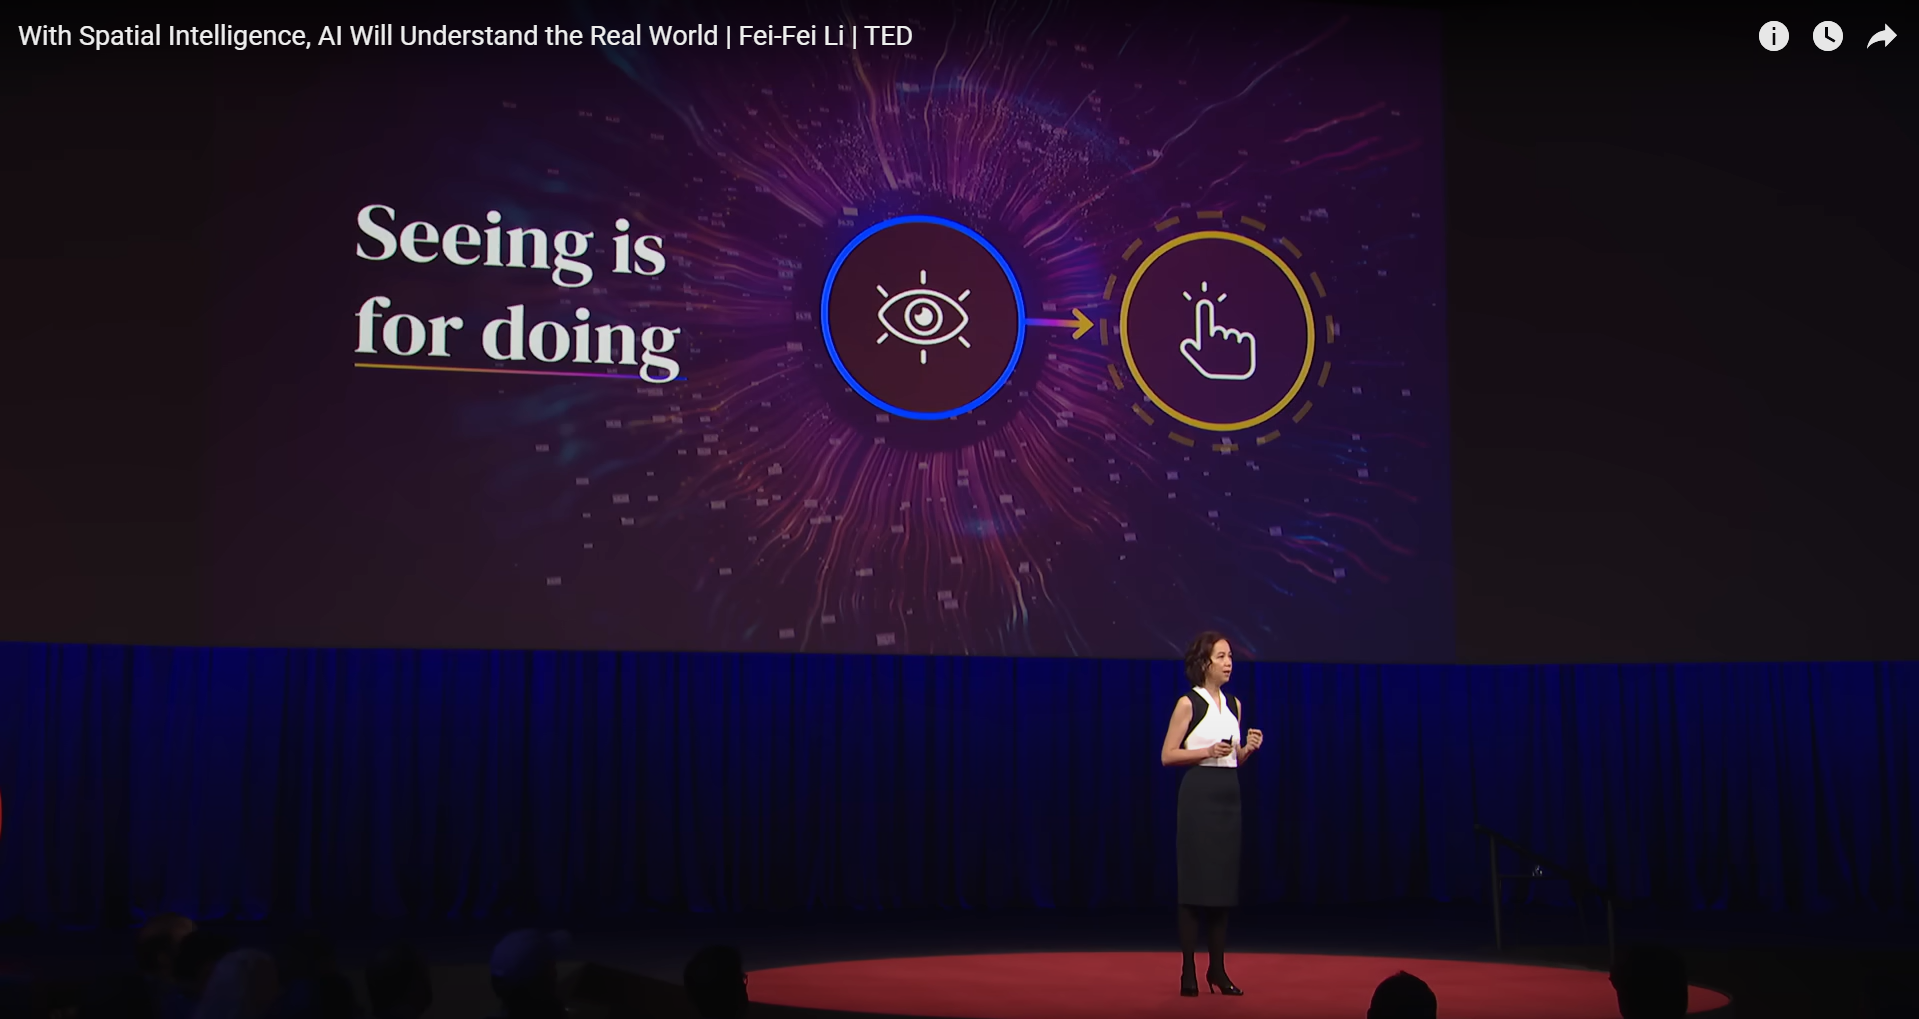 With Spatial Intelligence, AI Will Understand the Real World | Fei-Fei Li | TED
Seeing is
for doing